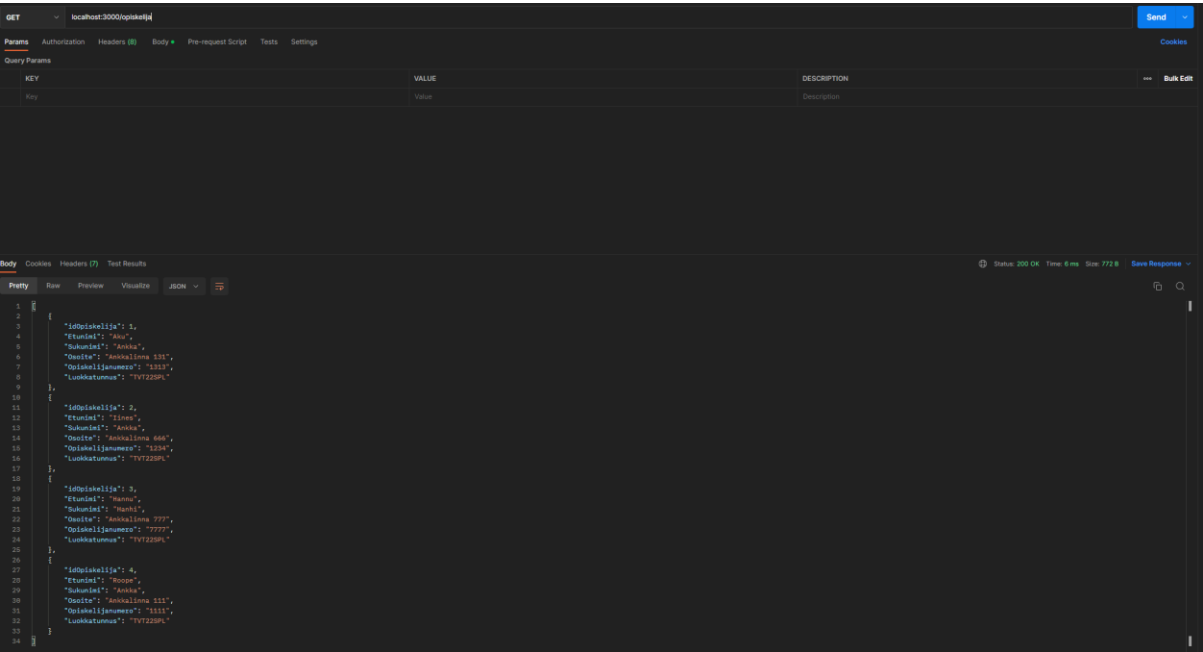 GET localhost:3000/opiskelija Send
Params Authorization Headers (8) Body Pre-request Script Tests Settings Cookies
Query Params
KEY VALUE DESCRIPTION Bulk Edit
Key Value Description
Body Cookies Headers (7) Test Results Status: 200 OK Time: 6 ms Size: 772 B Save Response
Pretty Raw Preview Visualize JSON
1 [
2 {
3 "idOpiskelija": 1,
4 "Etunimi": "Aku",
5 "Sukunimi": "Ankka",
6 "Osoite": "Ankkalinna 131",
7 "Opiskelijanumero": "1313",
8 "Luokkatunnus": "TVT22SPL"
9 },
10 {
11 "idOpiskelija": 2,
12 "Etunimi": "Iines",
13 "Sukunimi": "Ankka",
14 "Osoite": "Ankkalinna 666",
15 "Opiskelijanumero": "1234",
16 "Luokkatunnus": "TVT22SPL"
17 },
18 {
19 "idOpiskelija": 3,
20 "Etunimi": "Hannu",
21 "Sukunimi": "Hanhi",
22 "Osoite": "Ankkalinna 777",
23 "Opiskelijanumero": "7777",
24 "Luokkatunnus": "TVT22SPL"
25 },
26 {
27 "idOpiskelija": 4,
28 "Etunimi": "Roope",
29 "Sukunimi": "Ankka",
30 "Osoite": "Ankkalinna 111",
31 "Opiskelijanumero": "1111",
32 "Luokkatunnus": "TVT22SPL"
33 }
34 ]